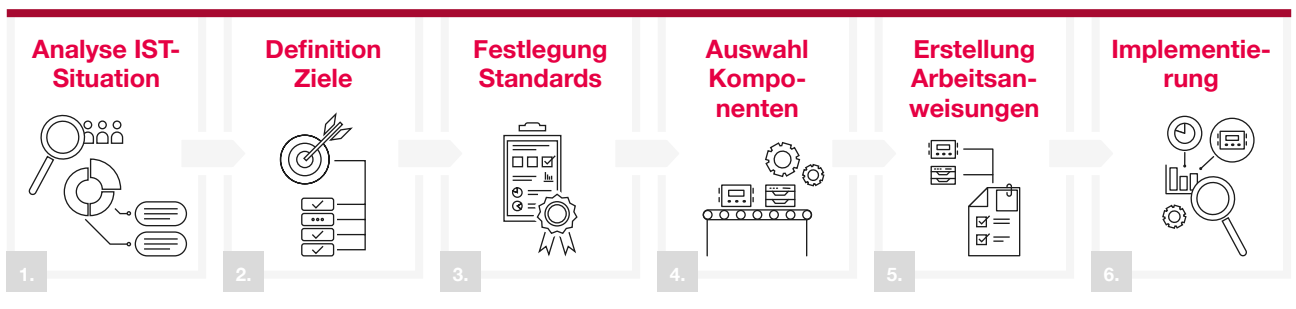 Analyse IST-
Situation
1.
Definition
Ziele
2.
Festlegung
Standards
3.
Auswahl
Kompo-
nenten
4.
Erstellung
Arbeitsan-
weisungen
5.
Implementie-
rung
6.